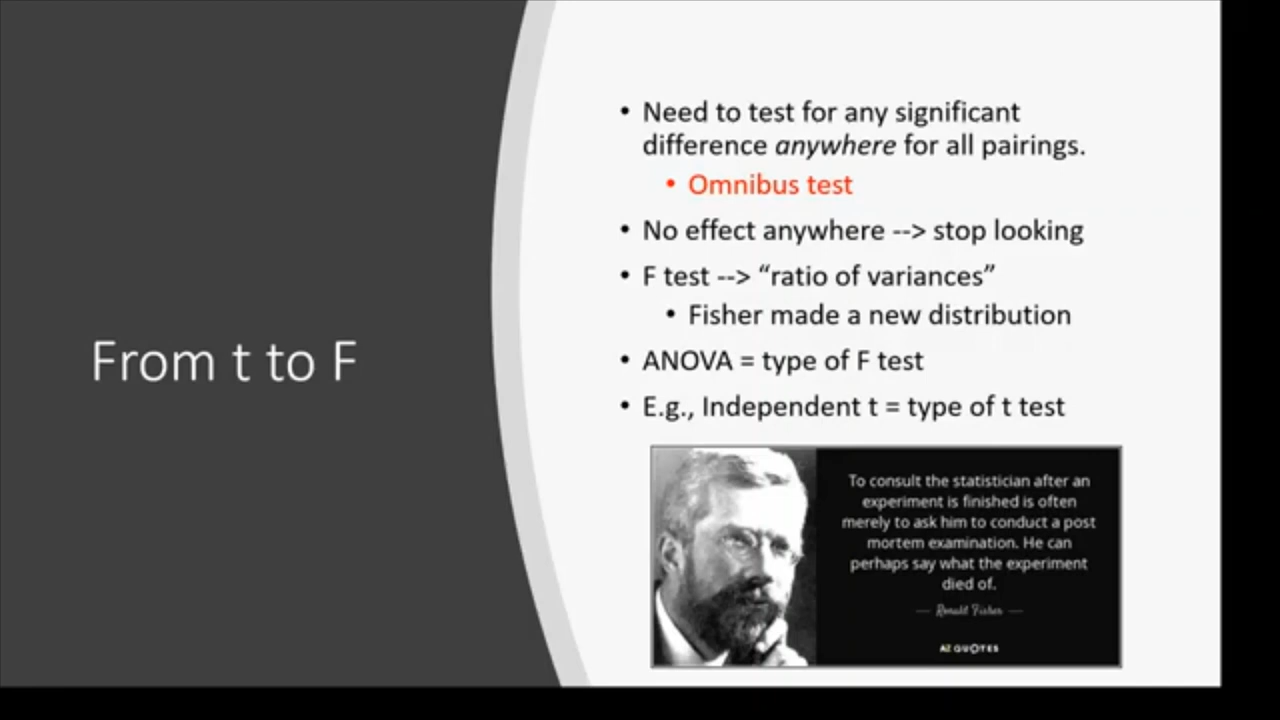 From t to F
• Need to test for any significant
difference anywhere for all pairings.
• Omnibus test
• No effect anywhere --> stop looking
• F test --> “ratio of variances”
• Fisher made a new distribution
• ANOVA = type of F test
• E.g., Independent t = type of t test
To consult the statistician after an
experiment is finished is often
merely to ask him to conduct a post
mortem examination. He can
perhaps say what the experiment
died of.
— Ronald Fisher —
AZ QUOTES